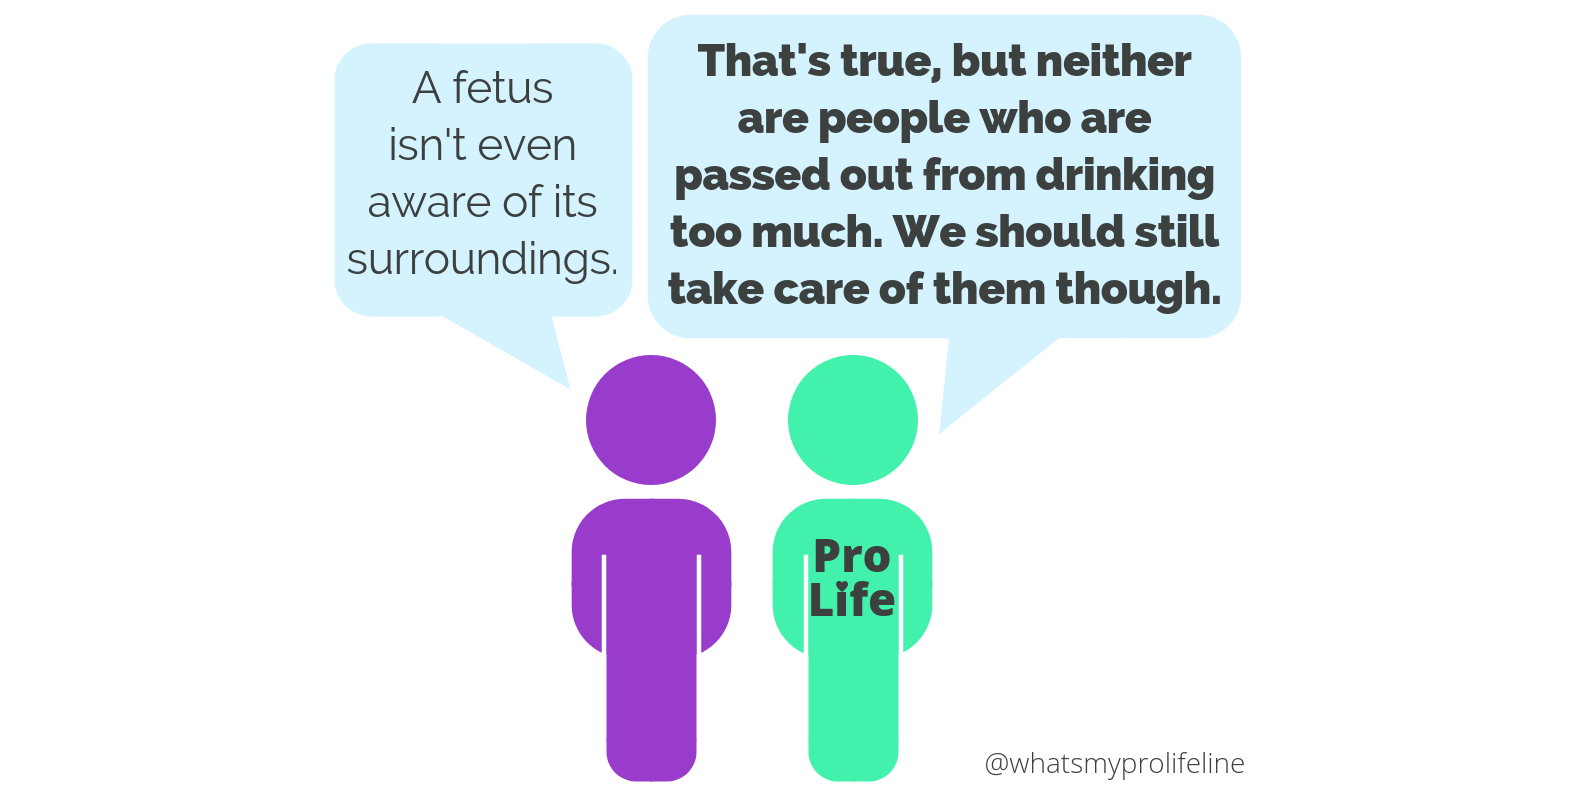 A fetus
isn't even
aware of its
surroundings.
That's true, but neither
are people who are
passed out from drinking
too much. We should still
take care of them though.
Pro
Life
@whatsmyprolifeline